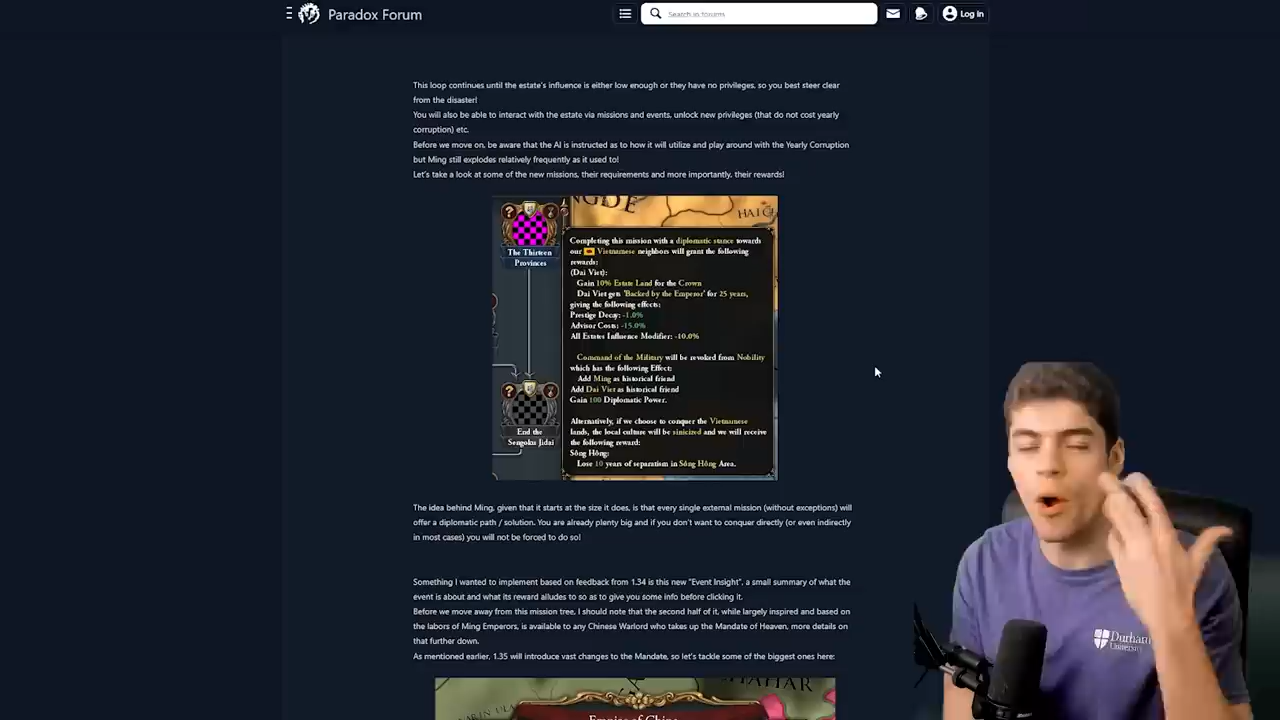 Paradox Forum
Search in forums
Log in
This loop continues until the estate's influence is either low enough or they have no privileges, so you best steer clear
from the disaster!
You will also be able to interact with the estate via missions and events, unlock new privileges (that do not cost yearly
corruption) etc.
Before we move on, be aware that the AI is instructed as to how it will utilize and play around with the Yearly Corruption
but Ming still explodes relatively frequently as it used to!
Let's take a look at some of the new missions, their requirements and more importantly, their rewards!
The Thirteen
Provinces
End the
Sengoku Jidai
NGDE
HAICH
Completing this mission with a diplomatic stance towards
our Vietnamese neighbors will grant the following
rewards:
(Dai Viet):
Gain 10% Estate Land for the Crown
Dai Viet gets 'Backed by the Emperor' for 25 years,
giving the following effects:
Prestige Decay: -1.0%
Advisor Costs: -15.0%
All Estates Influence Modifier: -10.0%
Command of the Military will be revoked from Nobility
which has the following Effect:
Add Ming as historical friend
Add Dai Viet as historical friend
Gain 100 Diplomatic Power.
Alternatively, if we choose to conquer the Vietnamese
lands, the local culture will be sinicized and we will receive
the following reward:
Sông Hông:
Lose 10 years of separatism in Sông Hông Area.
The idea behind Ming, given that it starts at the size it does, is that every single external mission (without exceptions) will
offer a diplomatic path / solution. You are already plenty big and if you don't want to conquer directly (or even indirectly
in most cases) you will not be forced to do so!
Something I wanted to implement based on feedback from 1.34 is this new "Event Insight", a small summary of what the
event is about and what its reward alludes to so as to give you some info before clicking it.
Before we move away from this mission tree, I should note that the second half of it, while largely inspired and based on
the labors of Ming Emperors, is available to any Chinese Warlord who takes up the Mandate of Heaven, more details on
that further down.
As mentioned earlier, 1.35 will introduce vast changes to the Mandate, so let's tackle some of the biggest ones here:
Empire of China
Durham
University